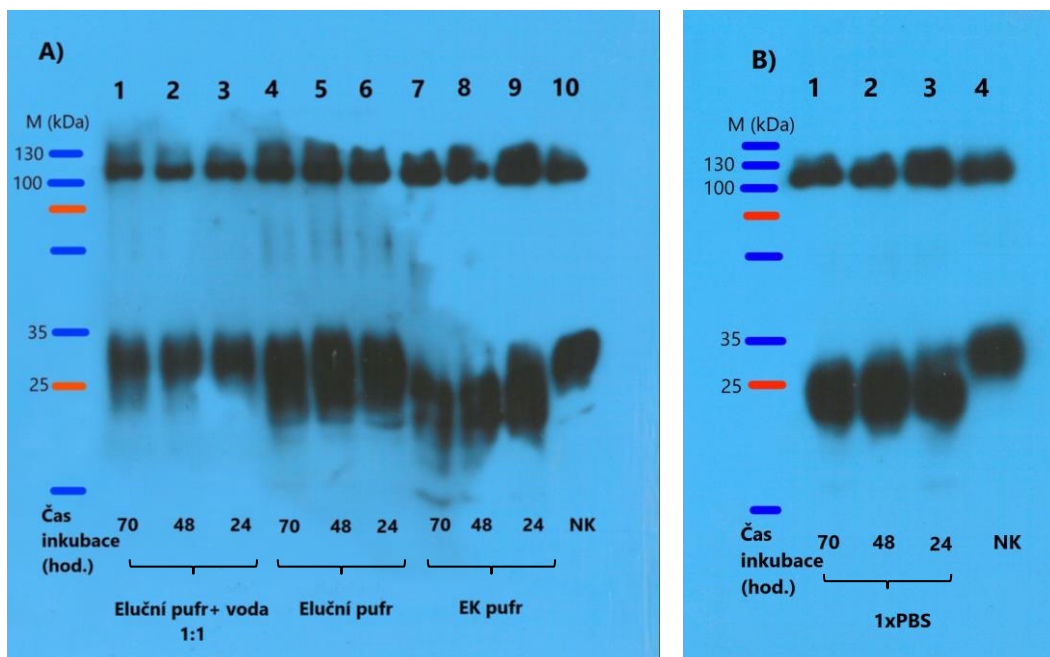 A)
1 2 3 4 5 6 7 8 9 10
M (kDa)
130
100
35
25
Čas
inkubace
(hod.)
70 48 24 70 48 24 70 48 24 NK
Eluční pufr+ voda
1:1
Eluční pufr
EK pufr
B)
1 2 3 4
M (kDa)
130
100
35
25
Čas
inkubace
(hod.)
70 48 24 NK
1xPBS